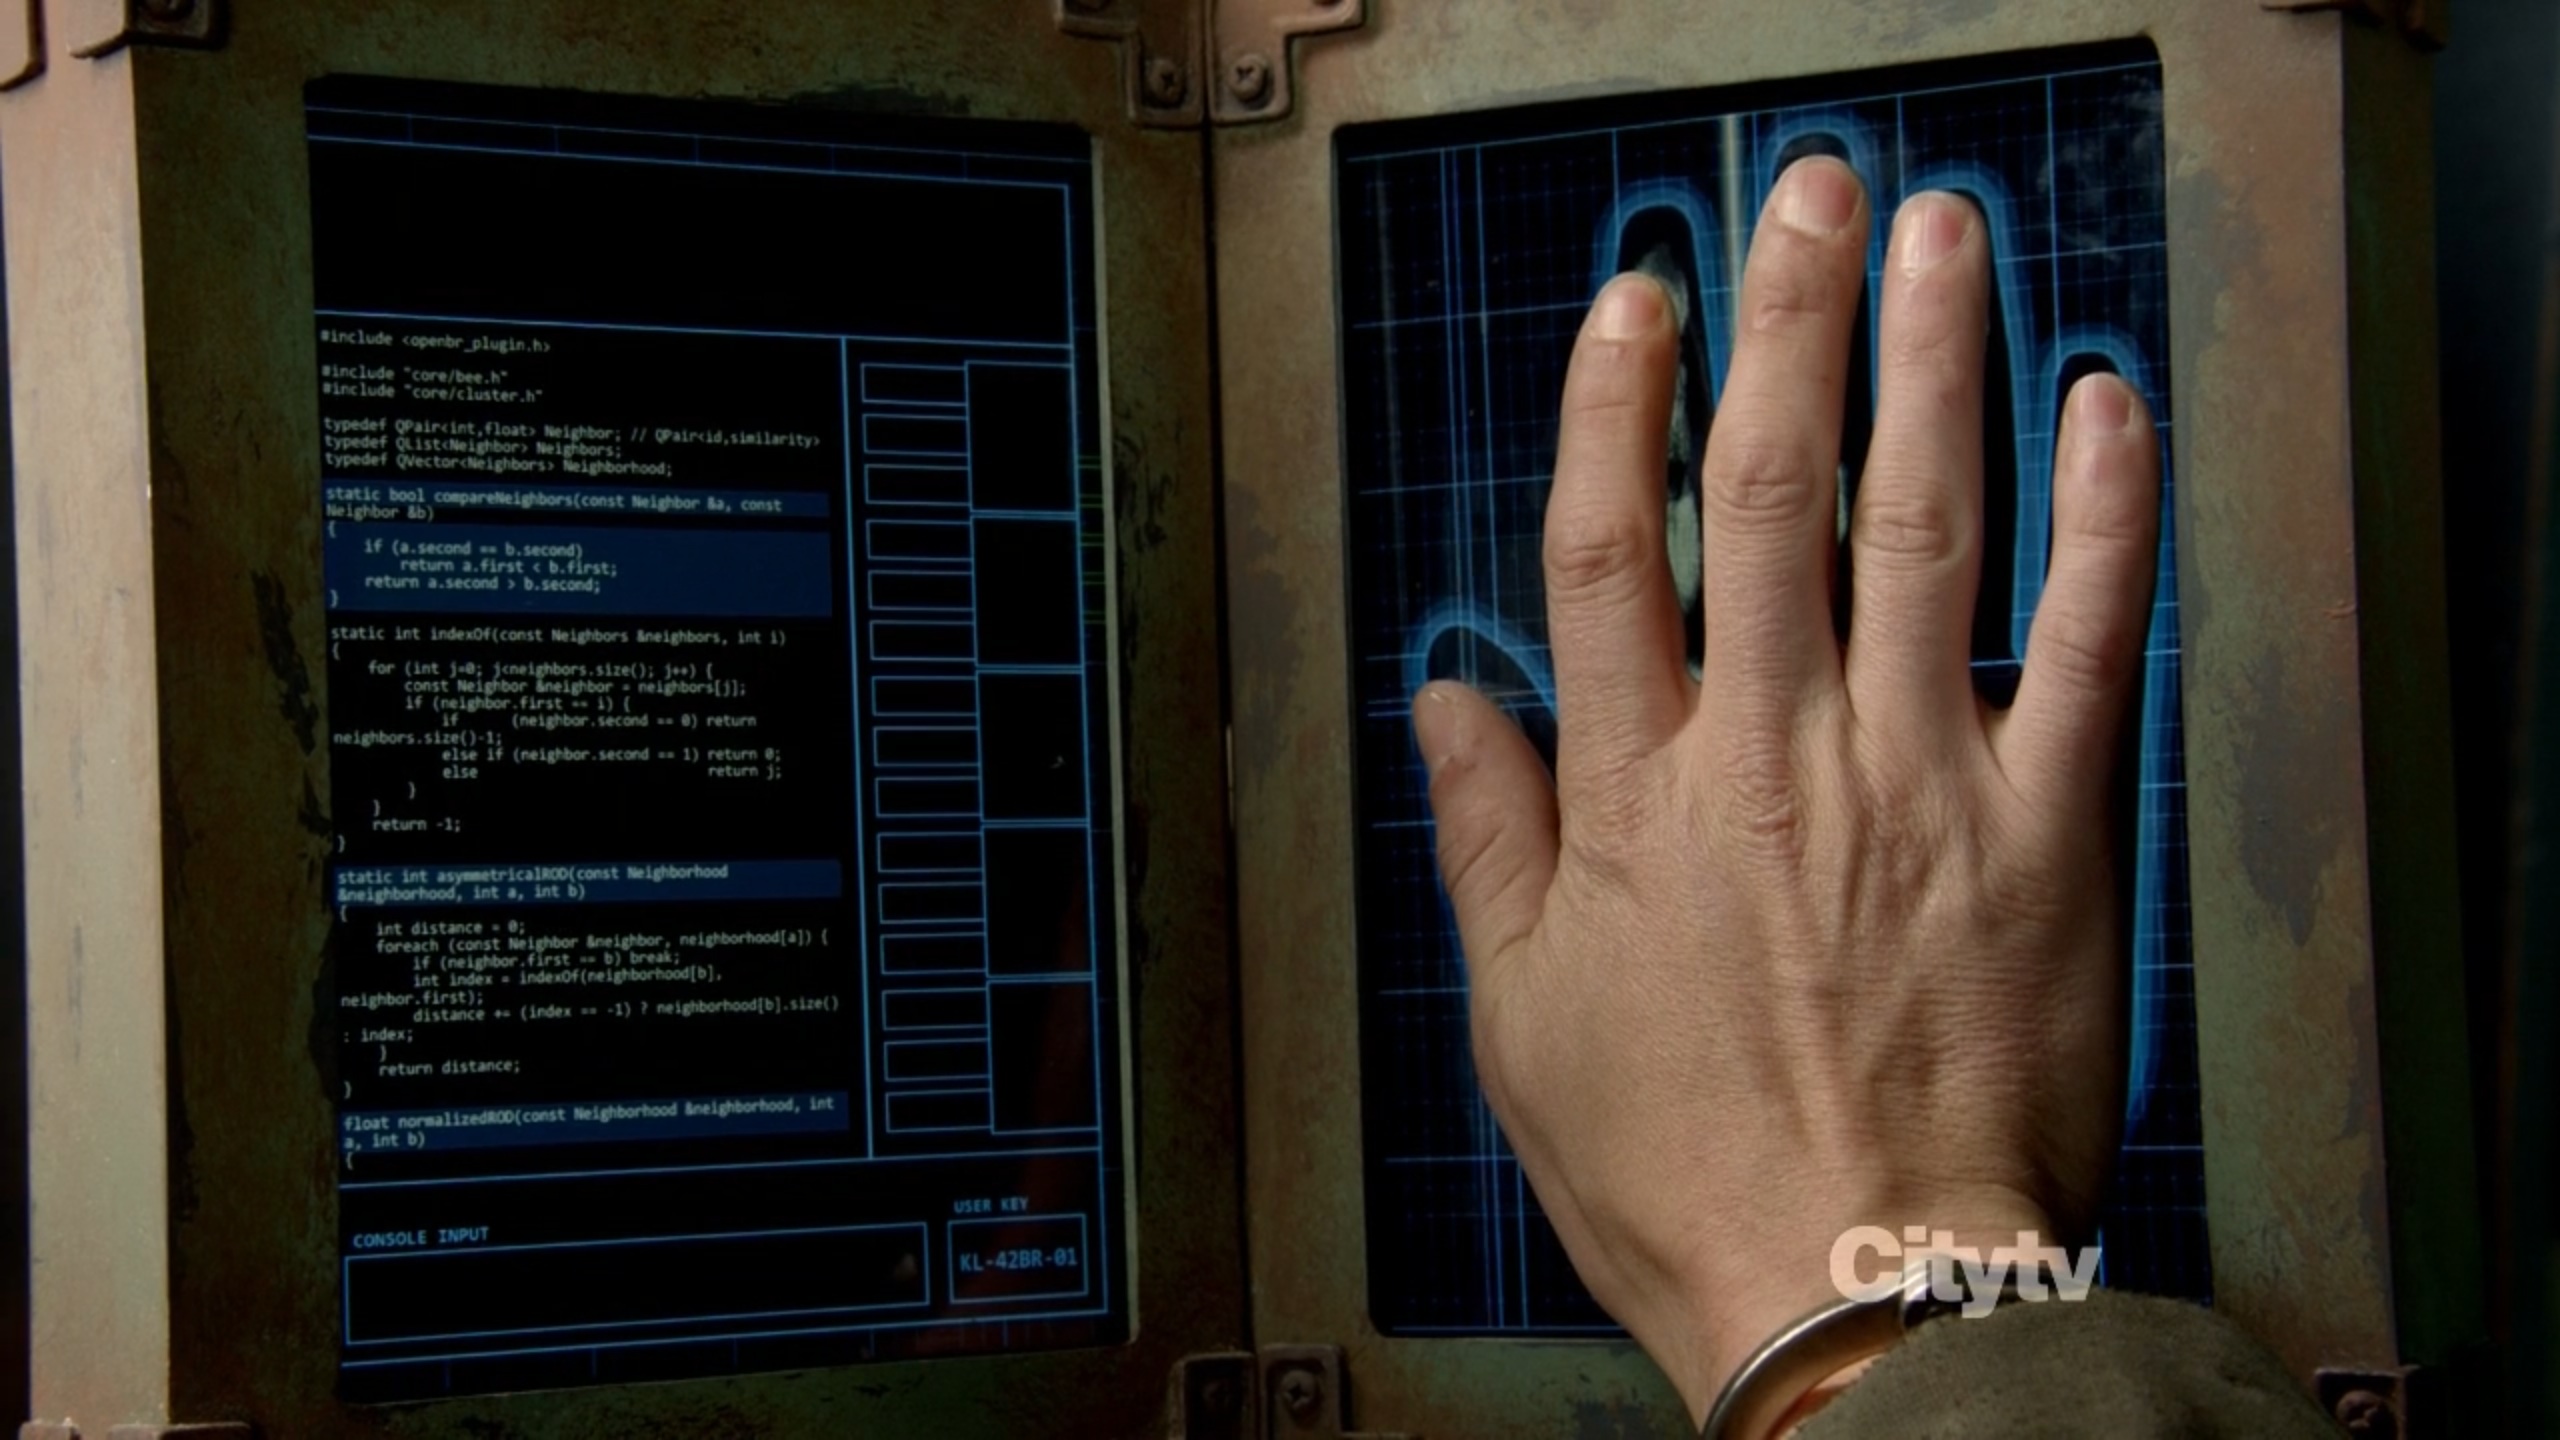 #include <openbr_plugin.h>
#include "core/bee.h"
#include "core/cluster.h"
typedef QPair<int,float> Neighbor; // QPair<id,similarity>
typedef QList<Neighbor> Neighbors;
typedef QVector<Neighbors> Neighborhood;
static bool compareNeighbors(const Neighbor &a, const
Neighbor &b)
{
    if (a.second == b.second)
        return a.first < b.first;
    return a.second > b.second;
}
static int indexOf(const Neighbors &neighbors, int i)
{
    for (int j=0; j<neighbors.size(); j++) {
        const Neighbor &neighbor = neighbors[j];
        if (neighbor.first == i) {
            if      (neighbor.second == 0) return
neighbors.size()-1;
            else if (neighbor.second == 1) return 0;
            else                           return j;
        }
    }
    return -1;
}
static int asymmetricalROD(const Neighborhood
&neighborhood, int a, int b)
{
    int distance = 0;
    foreach (const Neighbor &neighbor, neighborhood[a]) {
        if (neighbor.first == b) break;
        int index = indexOf(neighborhood[b],
neighbor.first);
        distance += (index == -1) ? neighborhood[b].size()
: index;
    }
    return distance;
}
float normalizedROD(const Neighborhood &neighborhood, int
a, int b)
{
CONSOLE INPUT
USER KEY
KL-42BR-01
Citytv